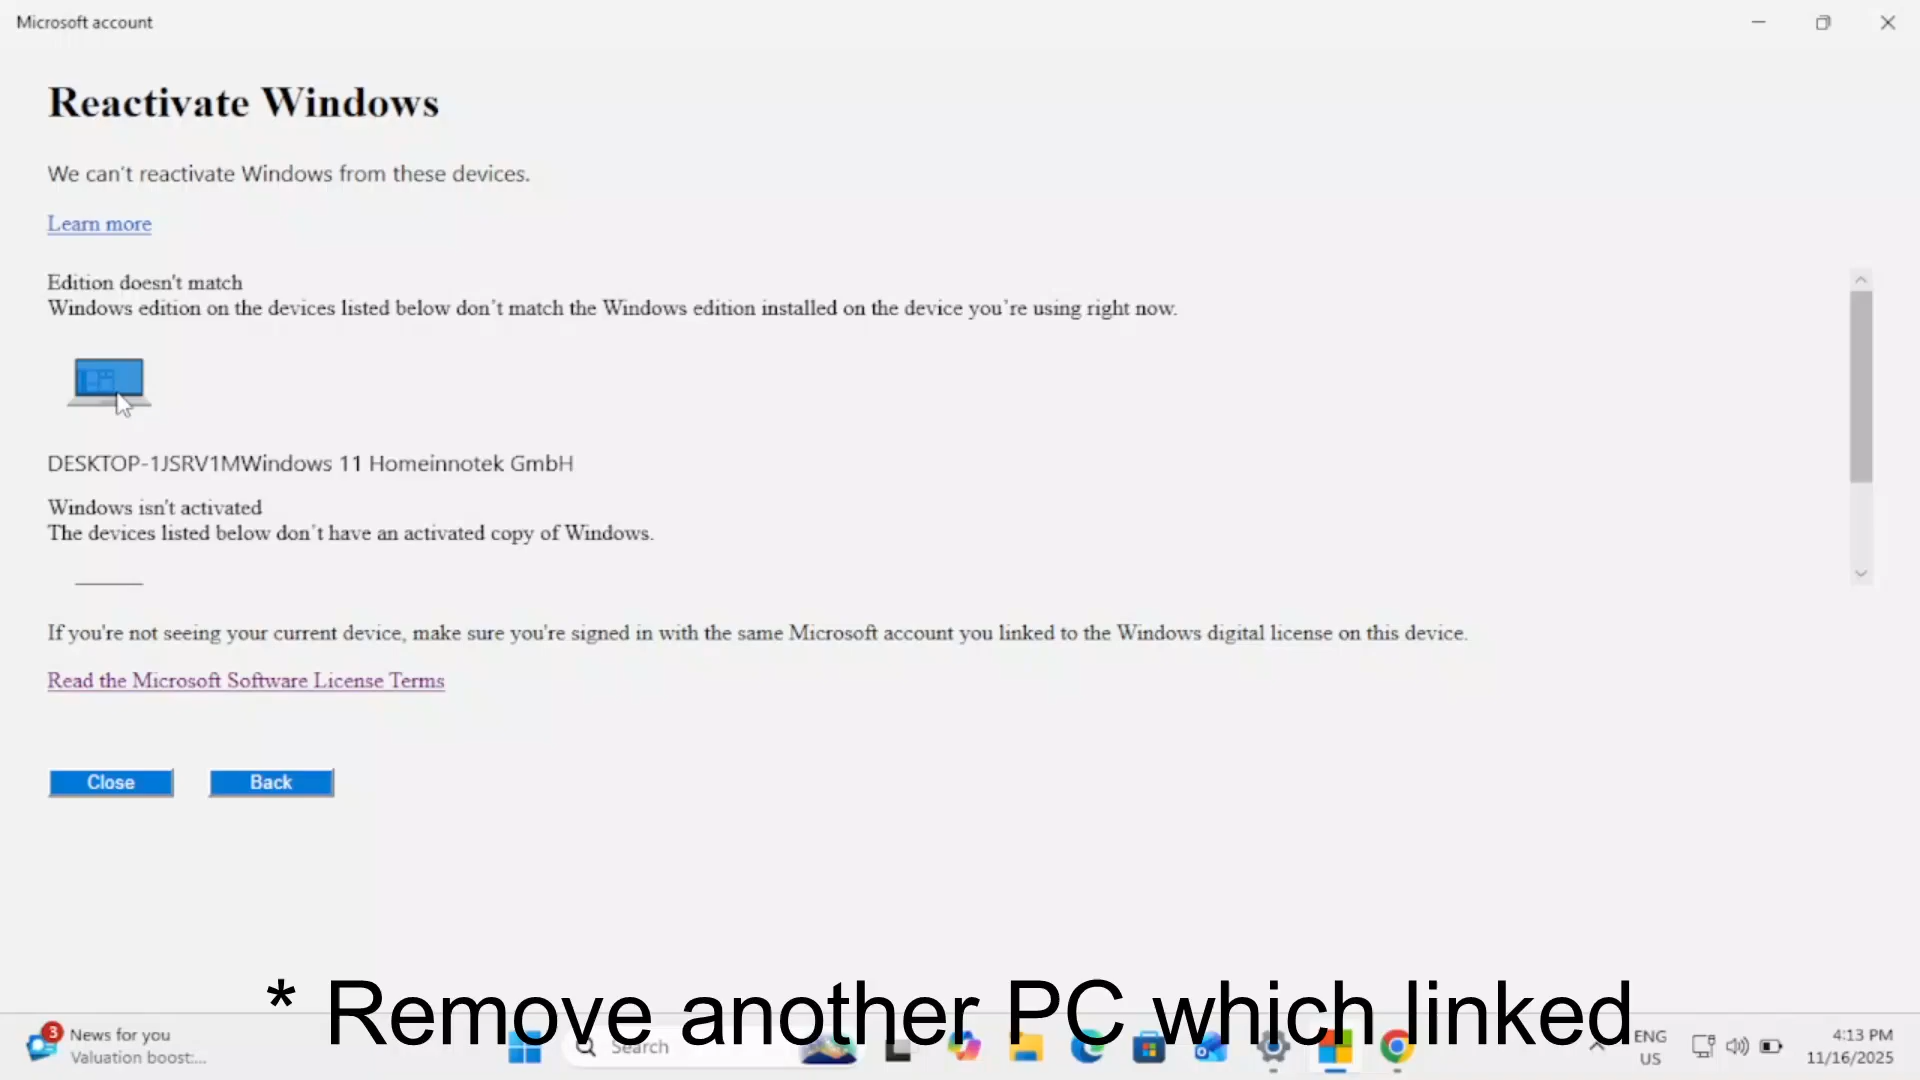 Microsoft account
Reactivate Windows
We can't reactivate Windows from these devices.
Learn more
Edition doesn't match
Windows edition on the devices listed below don't match the Windows edition installed on the device you're using right now.
DESKTOP-1JSRV1MWindows 11 Homeinnotek GmbH
Windows isn't activated
The devices listed below don't have an activated copy of Windows.
If you're not seeing your current device, make sure you're signed in with the same Microsoft account you linked to the Windows digital license on this device.
Read the Microsoft Software License Terms
Close
Back
* Remove another PC which linked
3
News for you
Valuation boost:...
Search
ENG
US
4:13 PM
11/16/2025